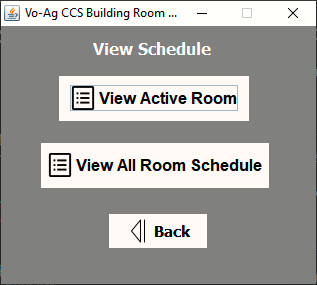 Vo-Ag CCS Building Room ...
View Schedule
View Active Room
View All Room Schedule
Back